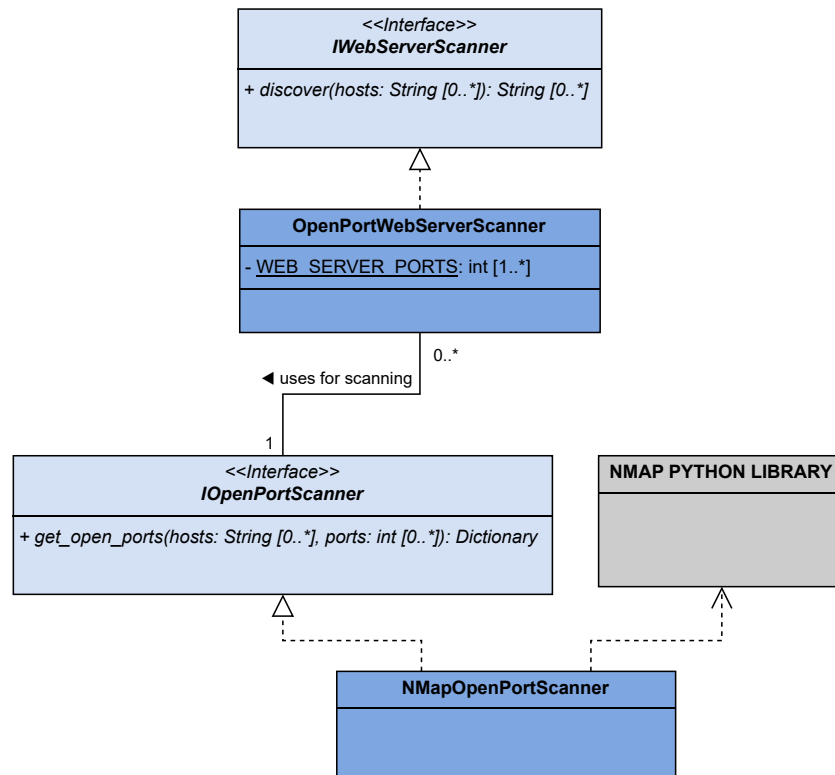 <<Interface>>
IWebServerScanner
+ discover(hosts: String [0..*]): String [0..*]
OpenPortWebServerScanner
- WEB_SERVER_PORTS: int [1..*]
0..*
◀ uses for scanning
1
<<Interface>>
IOpenPortScanner
+ get_open_ports(hosts: String [0..*], ports: int [0..*]): Dictionary
NMAP PYTHON LIBRARY
NMapOpenPortScanner